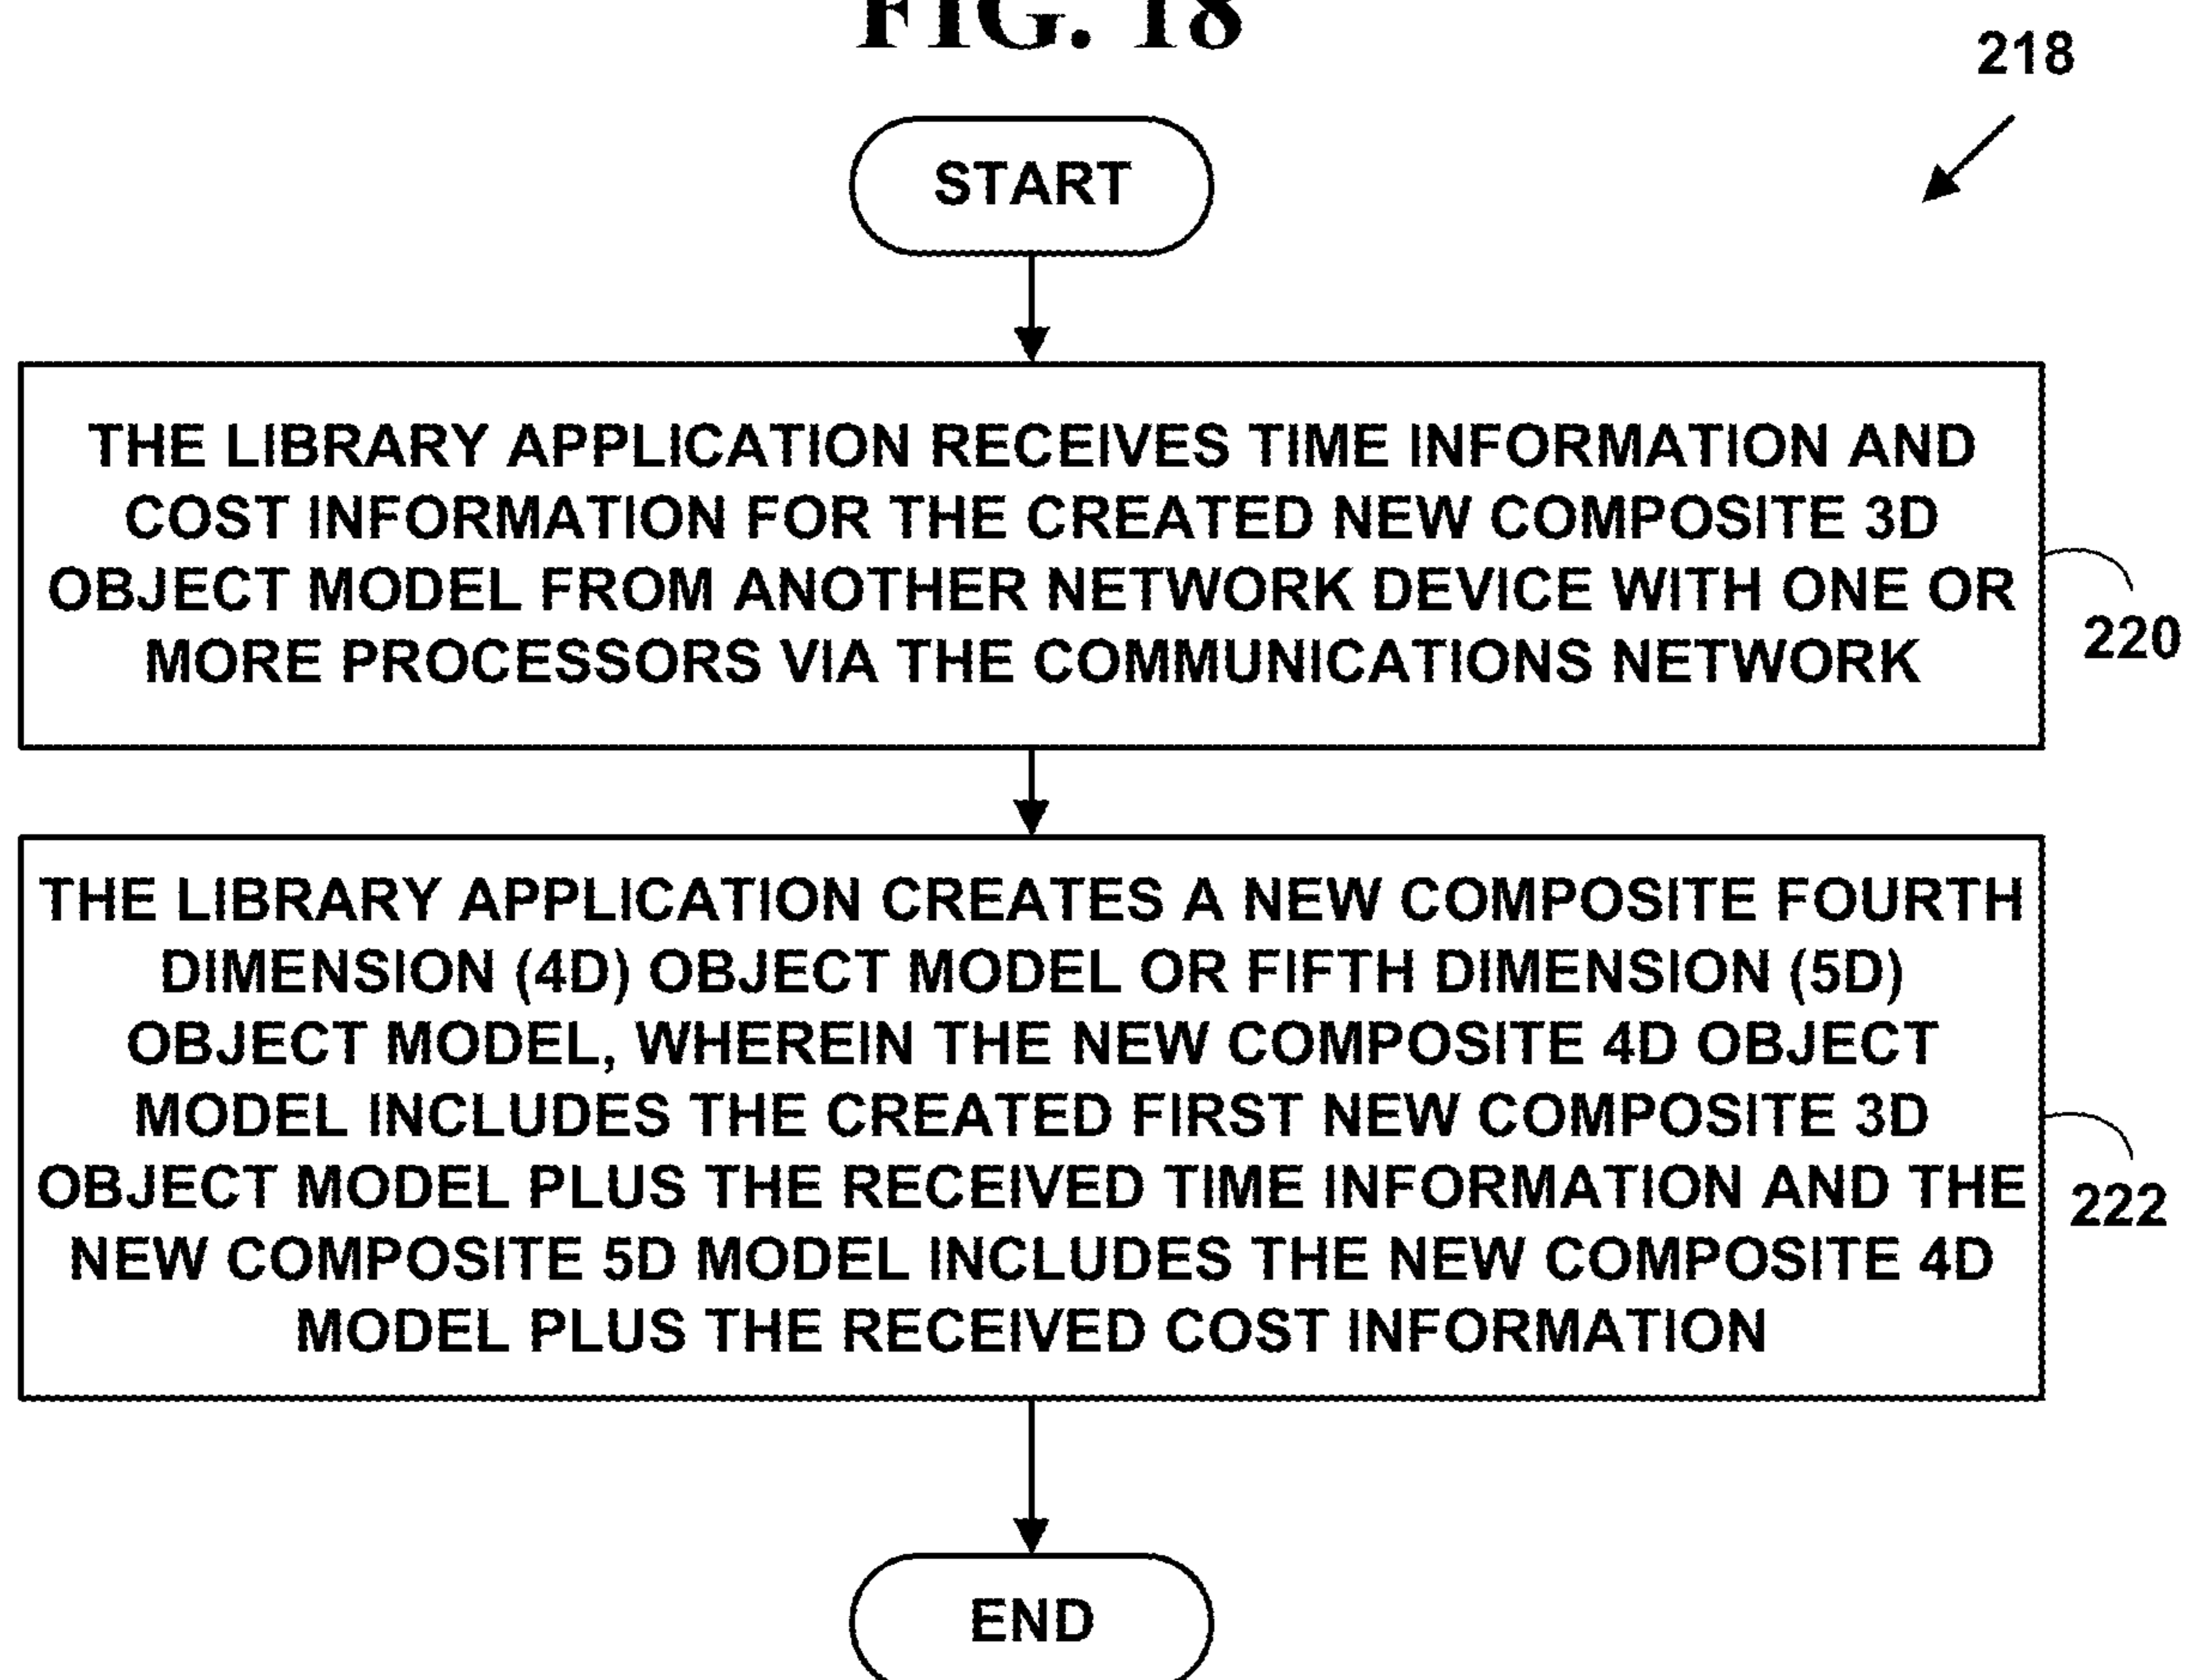 FIG. 18
218
START
THE LIBRARY APPLICATION RECEIVES TIME INFORMATION AND
COST INFORMATION FOR THE CREATED NEW COMPOSITE 3D
OBJECT MODEL FROM ANOTHER NETWORK DEVICE WITH ONE OR
MORE PROCESSORS VIA THE COMMUNICATIONS NETWORK
220
THE LIBRARY APPLICATION CREATES A NEW COMPOSITE FOURTH
DIMENSION (4D) OBJECT MODEL OR FIFTH DIMENSION (5D)
OBJECT MODEL, WHEREIN THE NEW COMPOSITE 4D OBJECT
MODEL INCLUDES THE CREATED FIRST NEW COMPOSITE 3D
OBJECT MODEL PLUS THE RECEIVED TIME INFORMATION AND THE
NEW COMPOSITE 5D MODEL INCLUDES THE NEW COMPOSITE 4D
MODEL PLUS THE RECEIVED COST INFORMATION
222
END